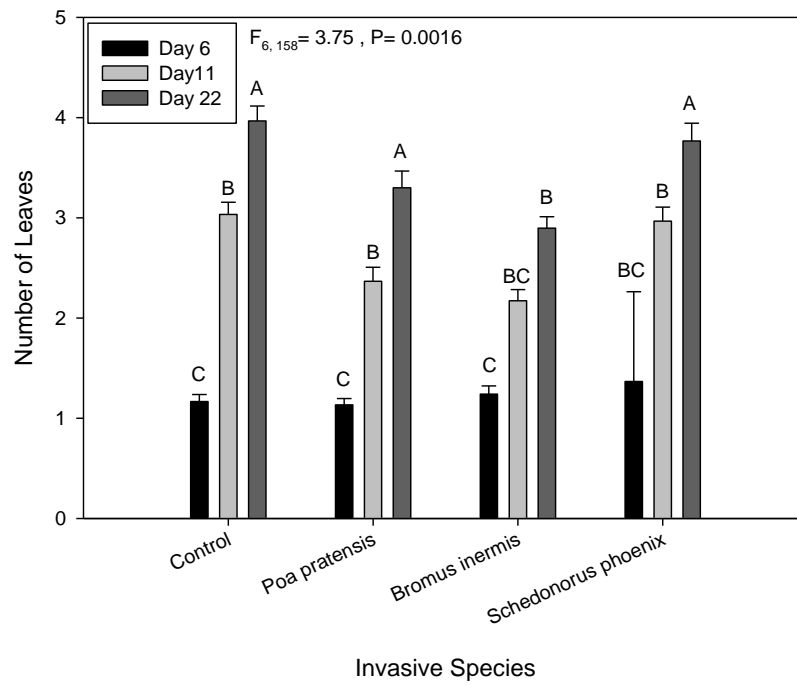 5
4
3
2
1
0
Number of Leaves
Day 6
Day11
Day 22
F6, 158= 3.75 , P= 0.0016
C
B
A
C
B
A
C
BC
B
BC
B
A
Control
Poa pratensis
Bromus inermis
Schedonorus phoenix
Invasive Species